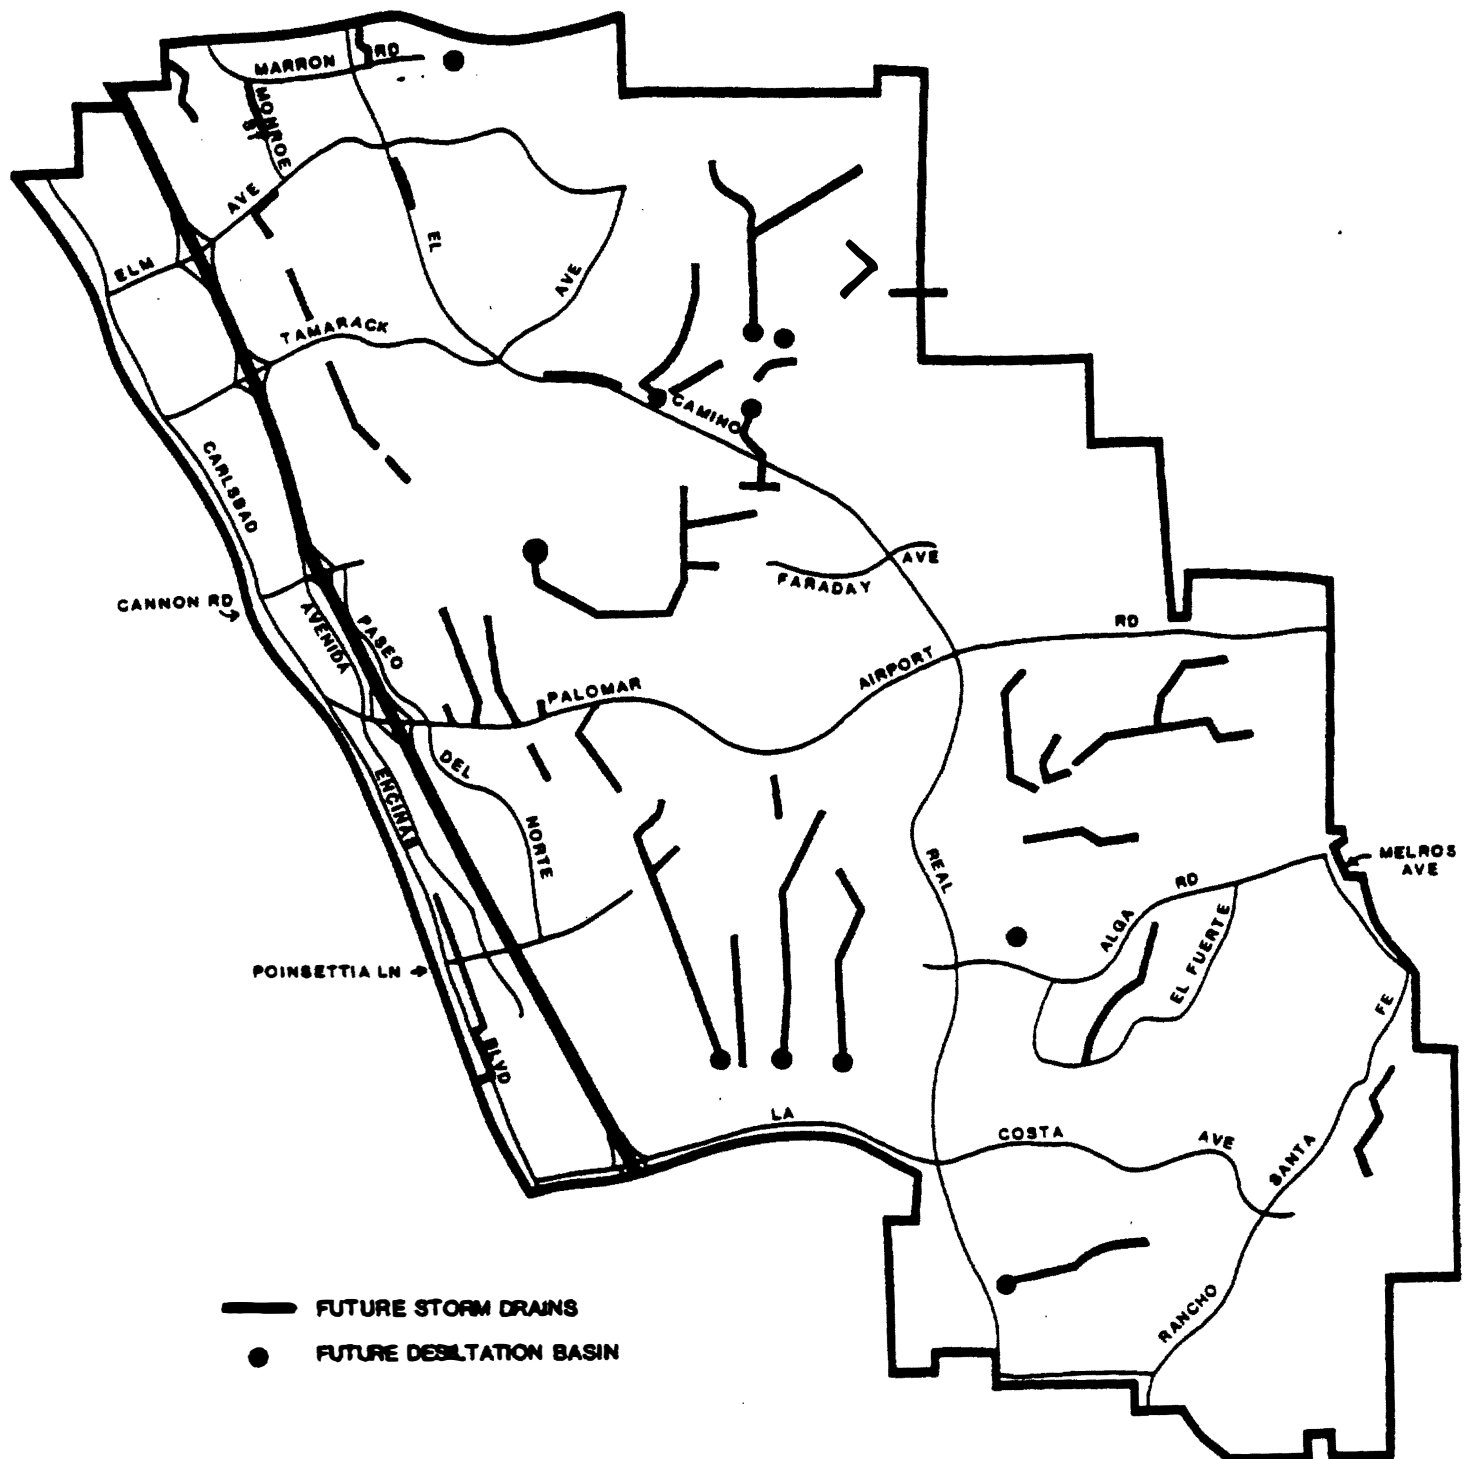 MARRON RD
MONROE
ST
ELM AVE
EL
AVE
TAMARACK
CAMINO
CARLSBAD
FARADAY AVE
CANNON RD
AVENIDA
PASEO
PALOMAR
AIRPORT
RD
DEL
NORTE
ENCINAS
REAL
MELROS
AVE
ALGA
RD
EL FUERTE
POINSETTIA LN
FE
BLVD
LA
COSTA
AVE
SANTA
RANCHO
FUTURE STORM DRAINS
FUTURE DESILTATION BASIN